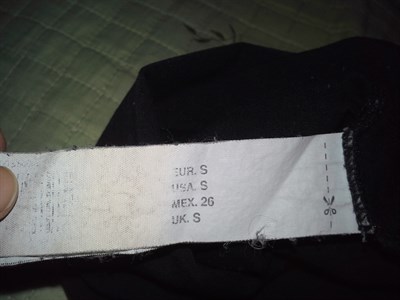 EUR. S
USA. S
MEX. 26
UK. S